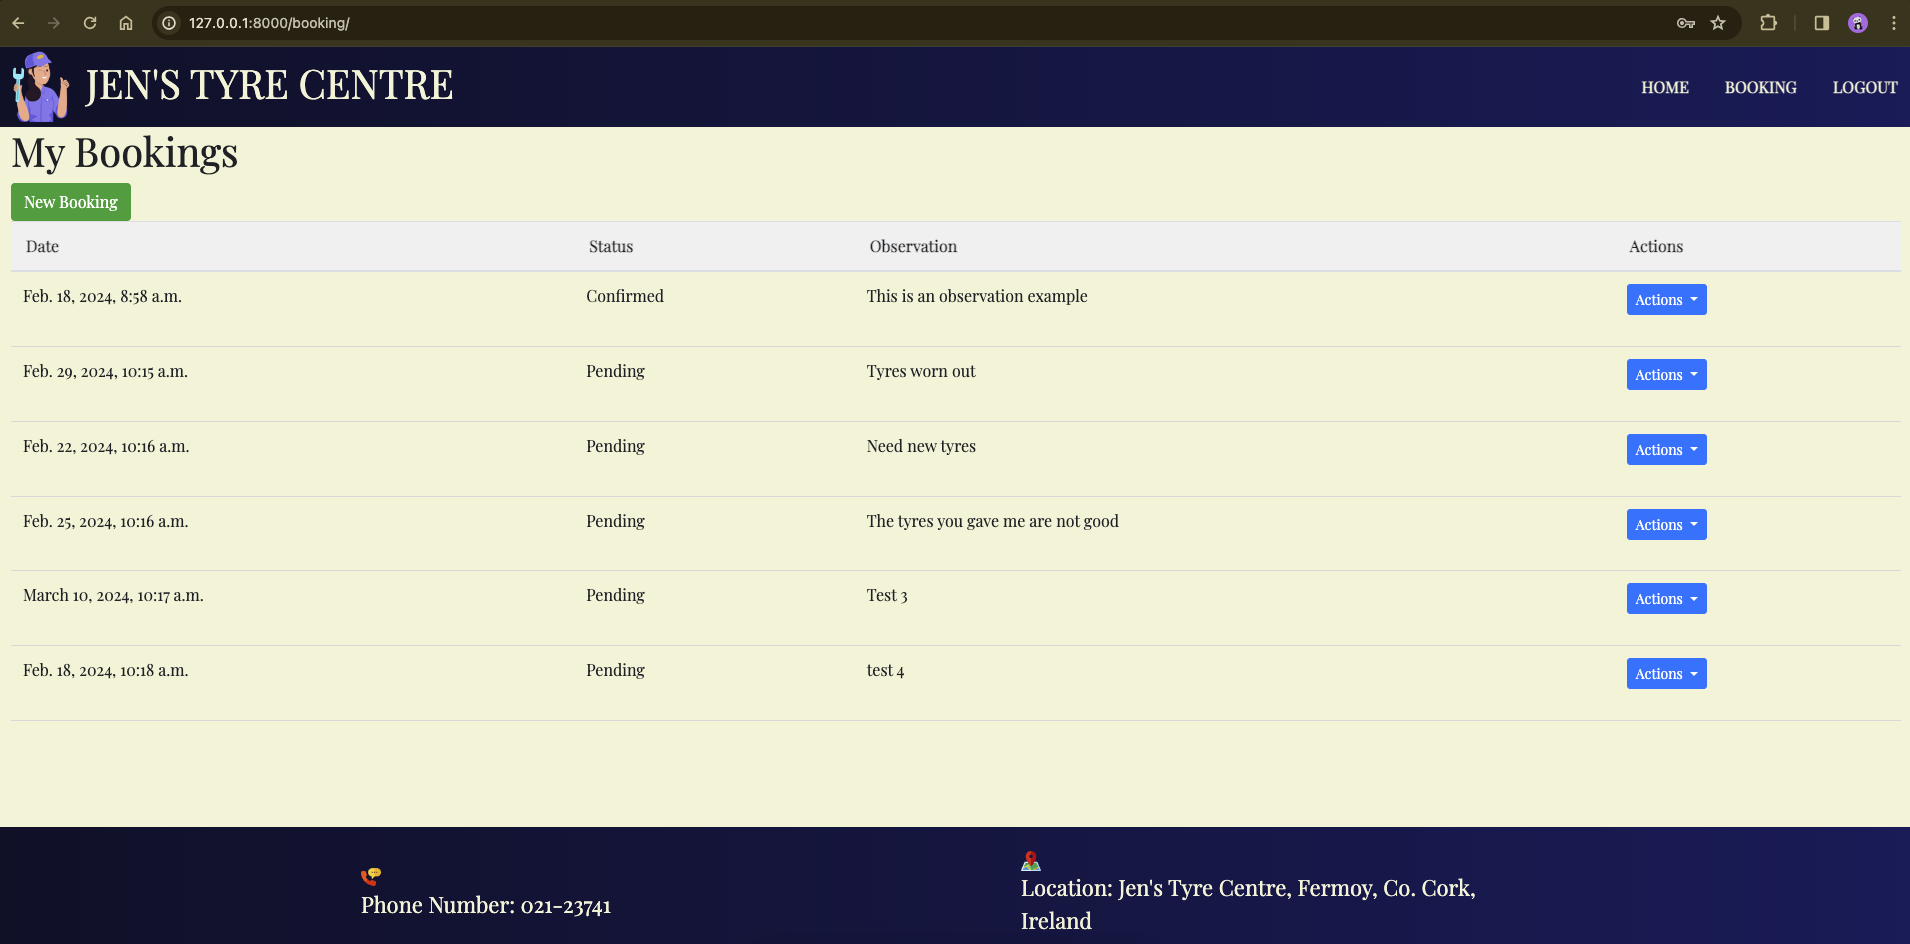 127.0.0.1:8000/booking/
JEN'S TYRE CENTRE
HOME BOOKING LOGOUT
My Bookings
New Booking
Date Status Observation Actions
Feb. 18, 2024, 8:58 a.m. Confirmed This is an observation example Actions
Feb. 29, 2024, 10:15 a.m. Pending Tyres worn out Actions
Feb. 22, 2024, 10:16 a.m. Pending Need new tyres Actions
Feb. 25, 2024, 10:16 a.m. Pending The tyres you gave me are not good Actions
March 10, 2024, 10:17 a.m. Pending Test 3 Actions
Feb. 18, 2024, 10:18 a.m. Pending test 4 Actions
Phone Number: 021-23741
Location: Jen's Tyre Centre, Fermoy, Co. Cork,
Ireland